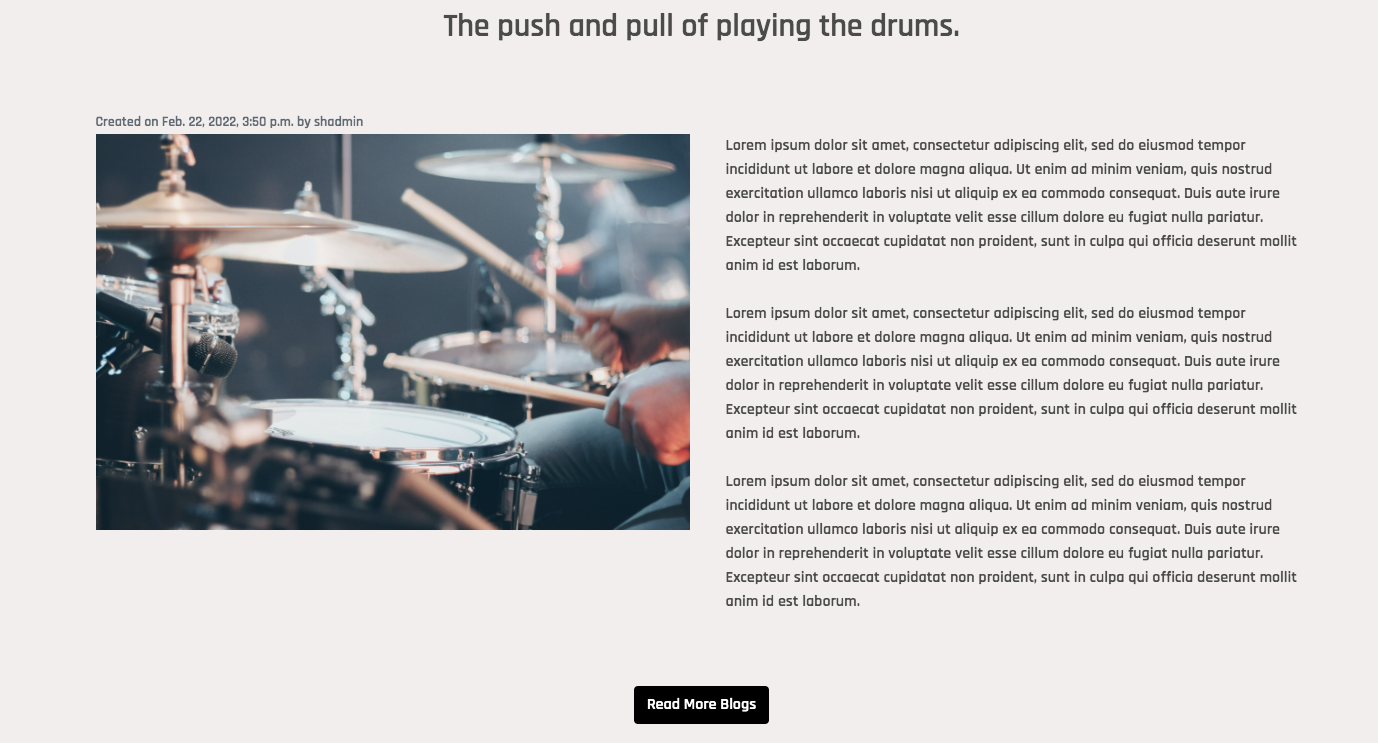 The push and pull of playing the drums.
Created on Feb. 22, 2022, 3:50 p.m. by shadmin
Lorem ipsum dolor sit amet, consectetur adipiscing elit, sed do eiusmod tempor
incididunt ut labore et dolore magna aliqua. Ut enim ad minim veniam, quis nostrud
exercitation ullamco laboris nisi ut aliquip ex ea commodo consequat. Duis aute irure
dolor in reprehenderit in voluptate velit esse cillum dolore eu fugiat nulla pariatur.
Excepteur sint occaecat cupidatat non proident, sunt in culpa qui officia deserunt mollit
anim id est laborum.
Lorem ipsum dolor sit amet, consectetur adipiscing elit, sed do eiusmod tempor
incididunt ut labore et dolore magna aliqua. Ut enim ad minim veniam, quis nostrud
exercitation ullamco laboris nisi ut aliquip ex ea commodo consequat. Duis aute irure
dolor in reprehenderit in voluptate velit esse cillum dolore eu fugiat nulla pariatur.
Excepteur sint occaecat cupidatat non proident, sunt in culpa qui officia deserunt mollit
anim id est laborum.
Lorem ipsum dolor sit amet, consectetur adipiscing elit, sed do eiusmod tempor
incididunt ut labore et dolore magna aliqua. Ut enim ad minim veniam, quis nostrud
exercitation ullamco laboris nisi ut aliquip ex ea commodo consequat. Duis aute irure
dolor in reprehenderit in voluptate velit esse cillum dolore eu fugiat nulla pariatur.
Excepteur sint occaecat cupidatat non proident, sunt in culpa qui officia deserunt mollit
anim id est laborum.
Read More Blogs